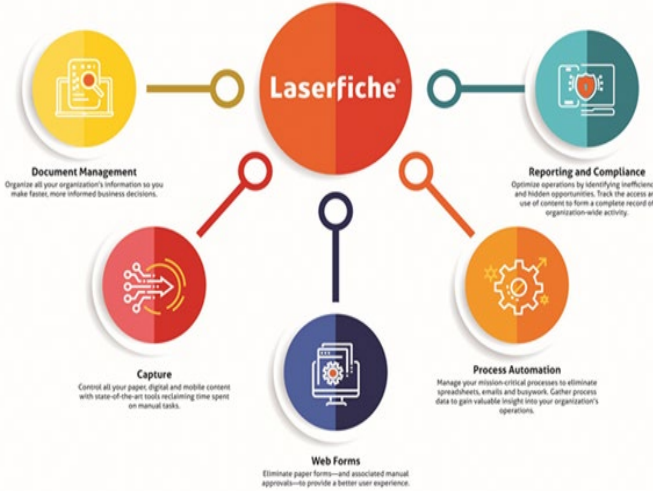 Laserfiche®
Document Management
Organize all your organization's information so you
make faster, more informed business decisions.
Reporting and Compliance
Optimize operations by identifying
and hidden opportunities. Track the access
use of content to form a complete record of
organization-wide activity.
Capture
Control all your paper, digital and mobile content
with state-of-the-art tools reclaiming time spent
on manual tasks.
Process Automation
Manage your mission-critical processes to eliminate
spreadsheets, emails and busywork. Gather process
data to gain valuable insight into your organization's
operations.
Web Forms
Eliminate paper forms—and associated manual
approvals—to provide a better user experience.